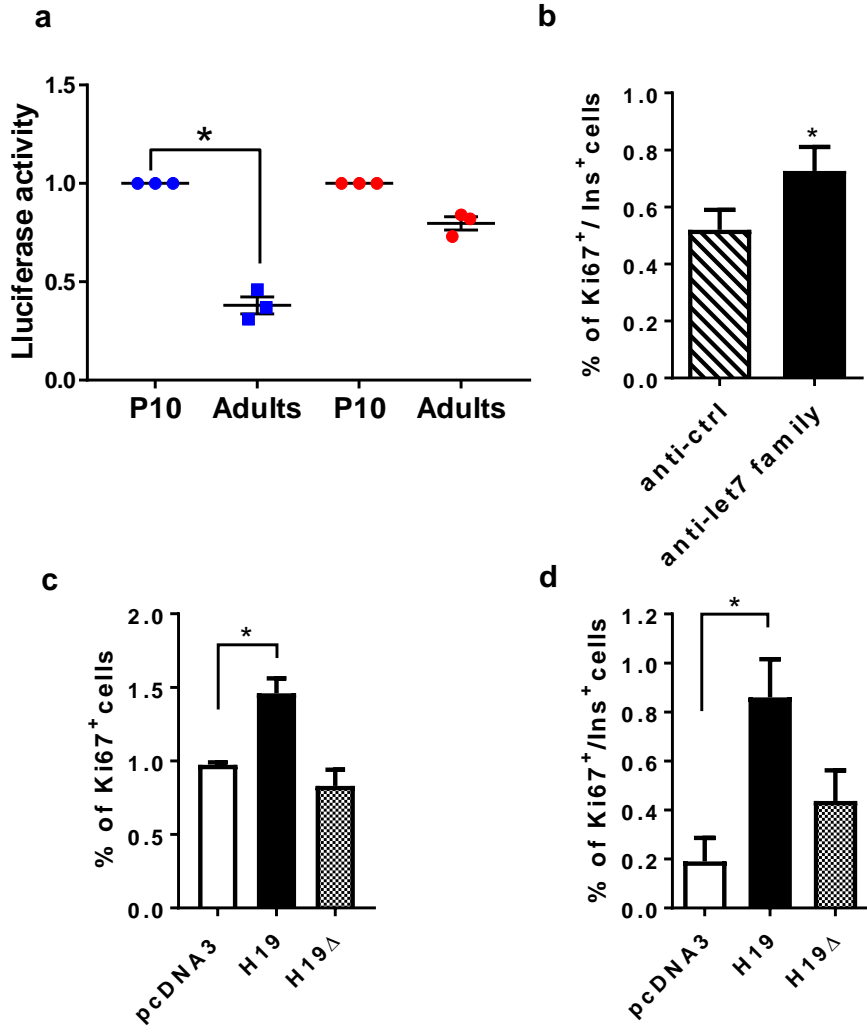 a
Lluciferase activity
1.5
1.0
0.5
0.0
*
P10 Adults P10 Adults
b
% of Ki67+/ Ins+cells
1.0
0.8
0.6
0.4
0.2
0.0
*
anti-ctrl
anti-let7 family
c
% of Ki67+cells
2.0
1.5
1.0
0.5
0.0
*
pcDNA3
H19
H19Δ
d
% of Ki67+/Ins+cells
1.2
1.0
0.8
0.6
0.4
0.2
0.0
*
pcDNA3
H19
H19Δ